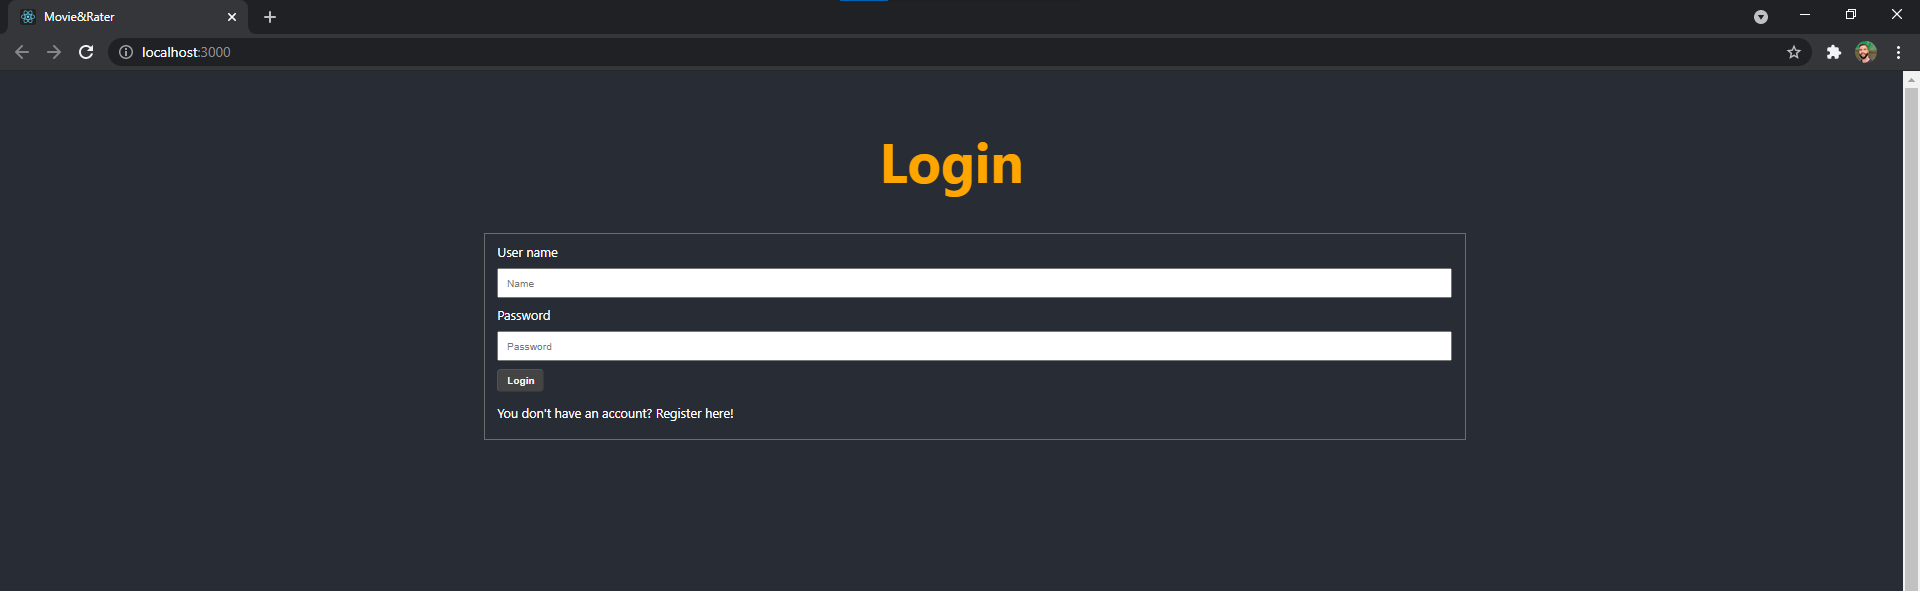 Movie&Rater
localhost:3000
Login
User name
Name
Password
Password
Login
You don't have an account? Register here!